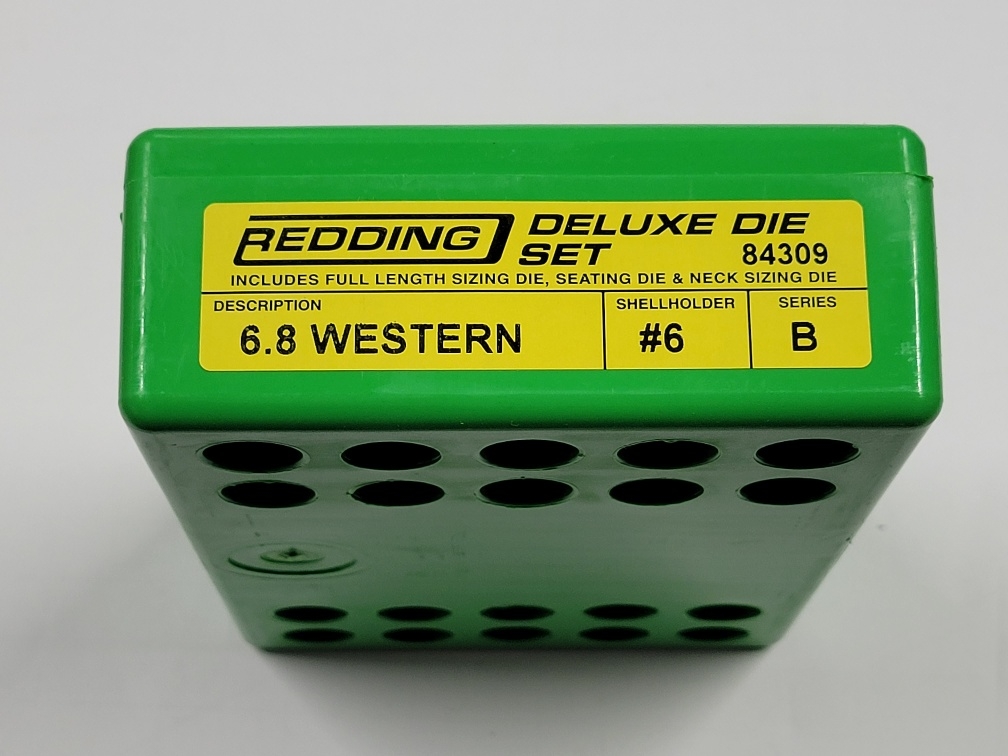 REDDING DELUXE DIE
SET 84309
INCLUDES FULL LENGTH SIZING DIE, SEATING DIE & NECK SIZING DIE
DESCRIPTION SHELLHOLDER SERIES
6.8 WESTERN #6 B